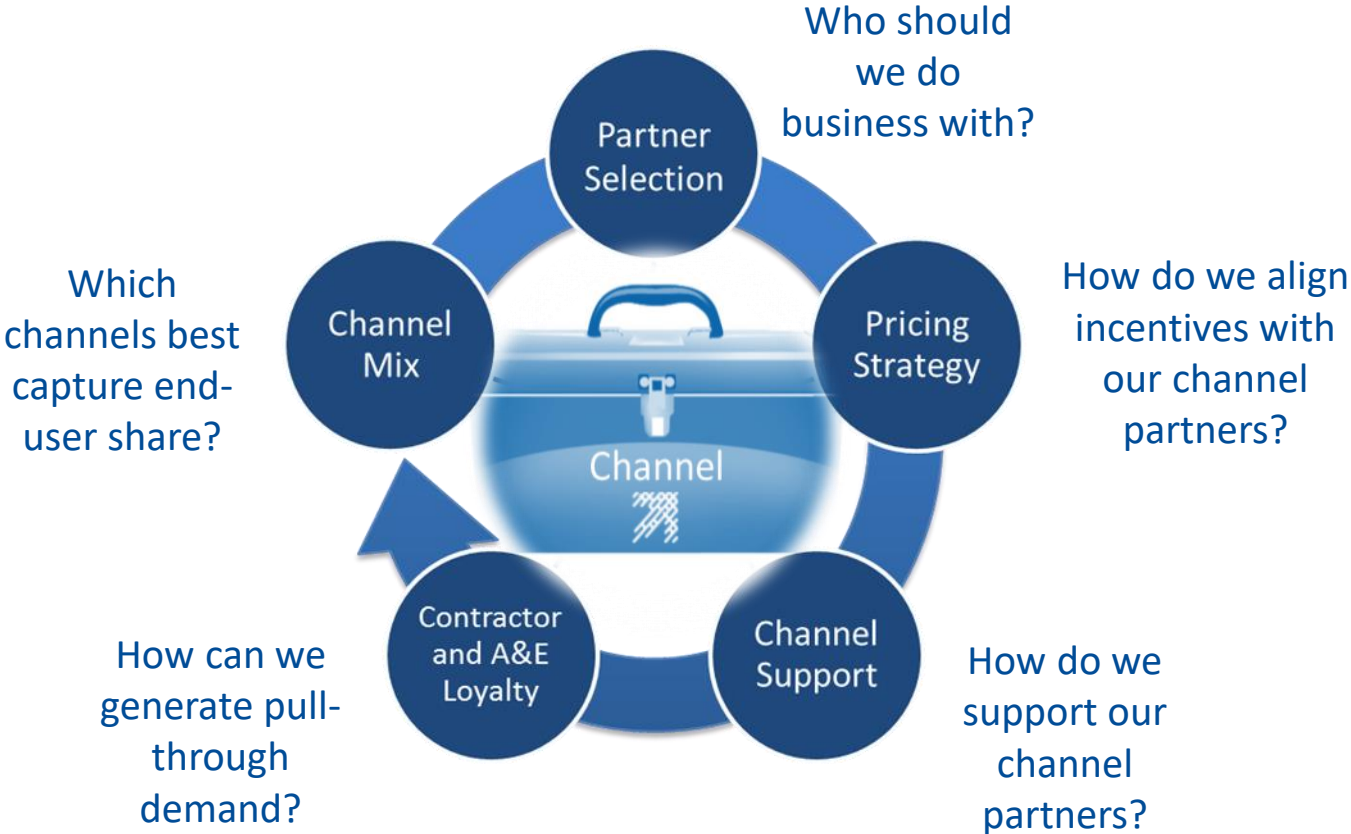 Who should
we do
business with?
Partner
Selection
Which
channels best
capture end-
user share?
Channel
Mix
Pricing
Strategy
How do we align
incentives with
our channel
partners?
Channel
Contractor
and A&E
Loyalty
Channel
Support
How can we
generate pull-
through
demand?
How do we
support our
channel
partners?